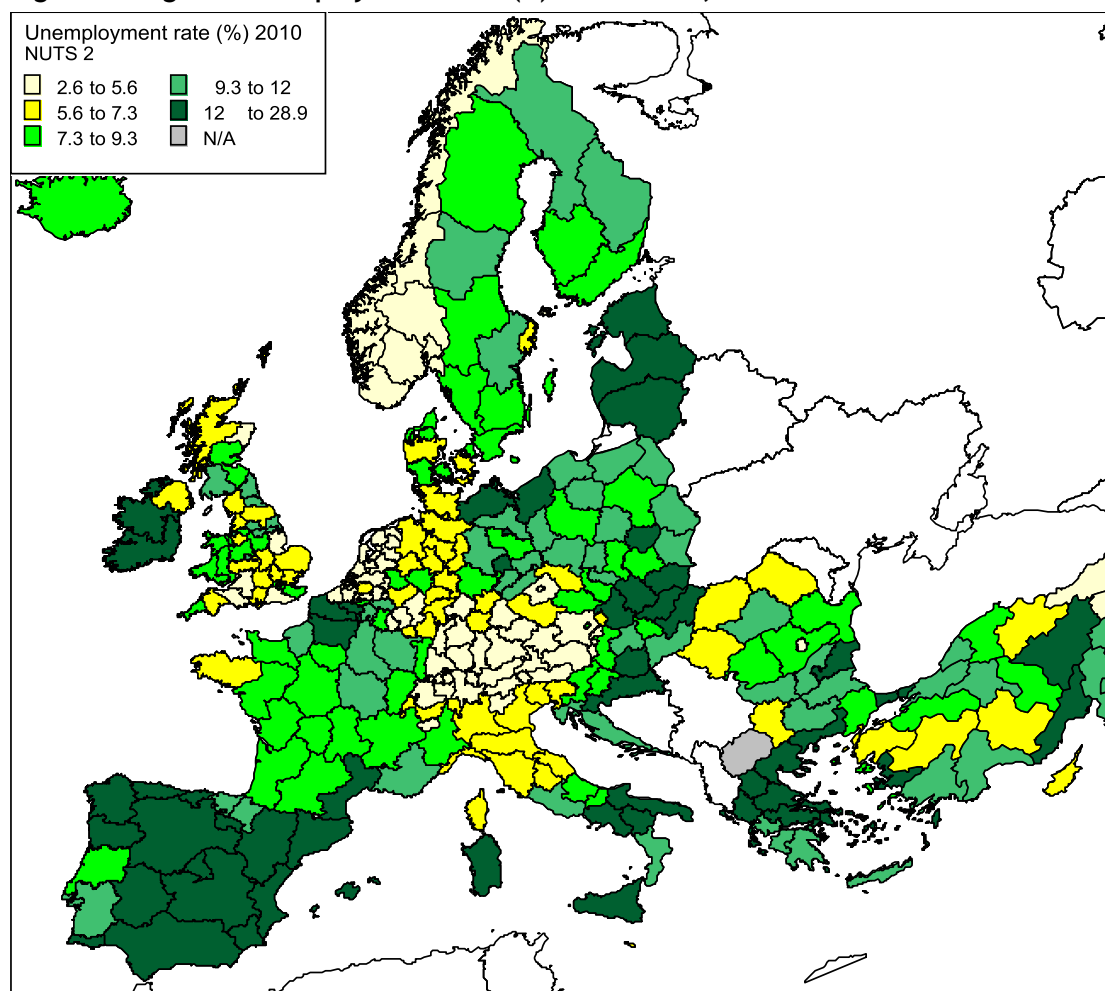 Unemployment rate (%) 2010
NUTS 2
2.6 to 5.6
5.6 to 7.3
7.3 to 9.3
9.3 to 12
12 to 28.9
N/A